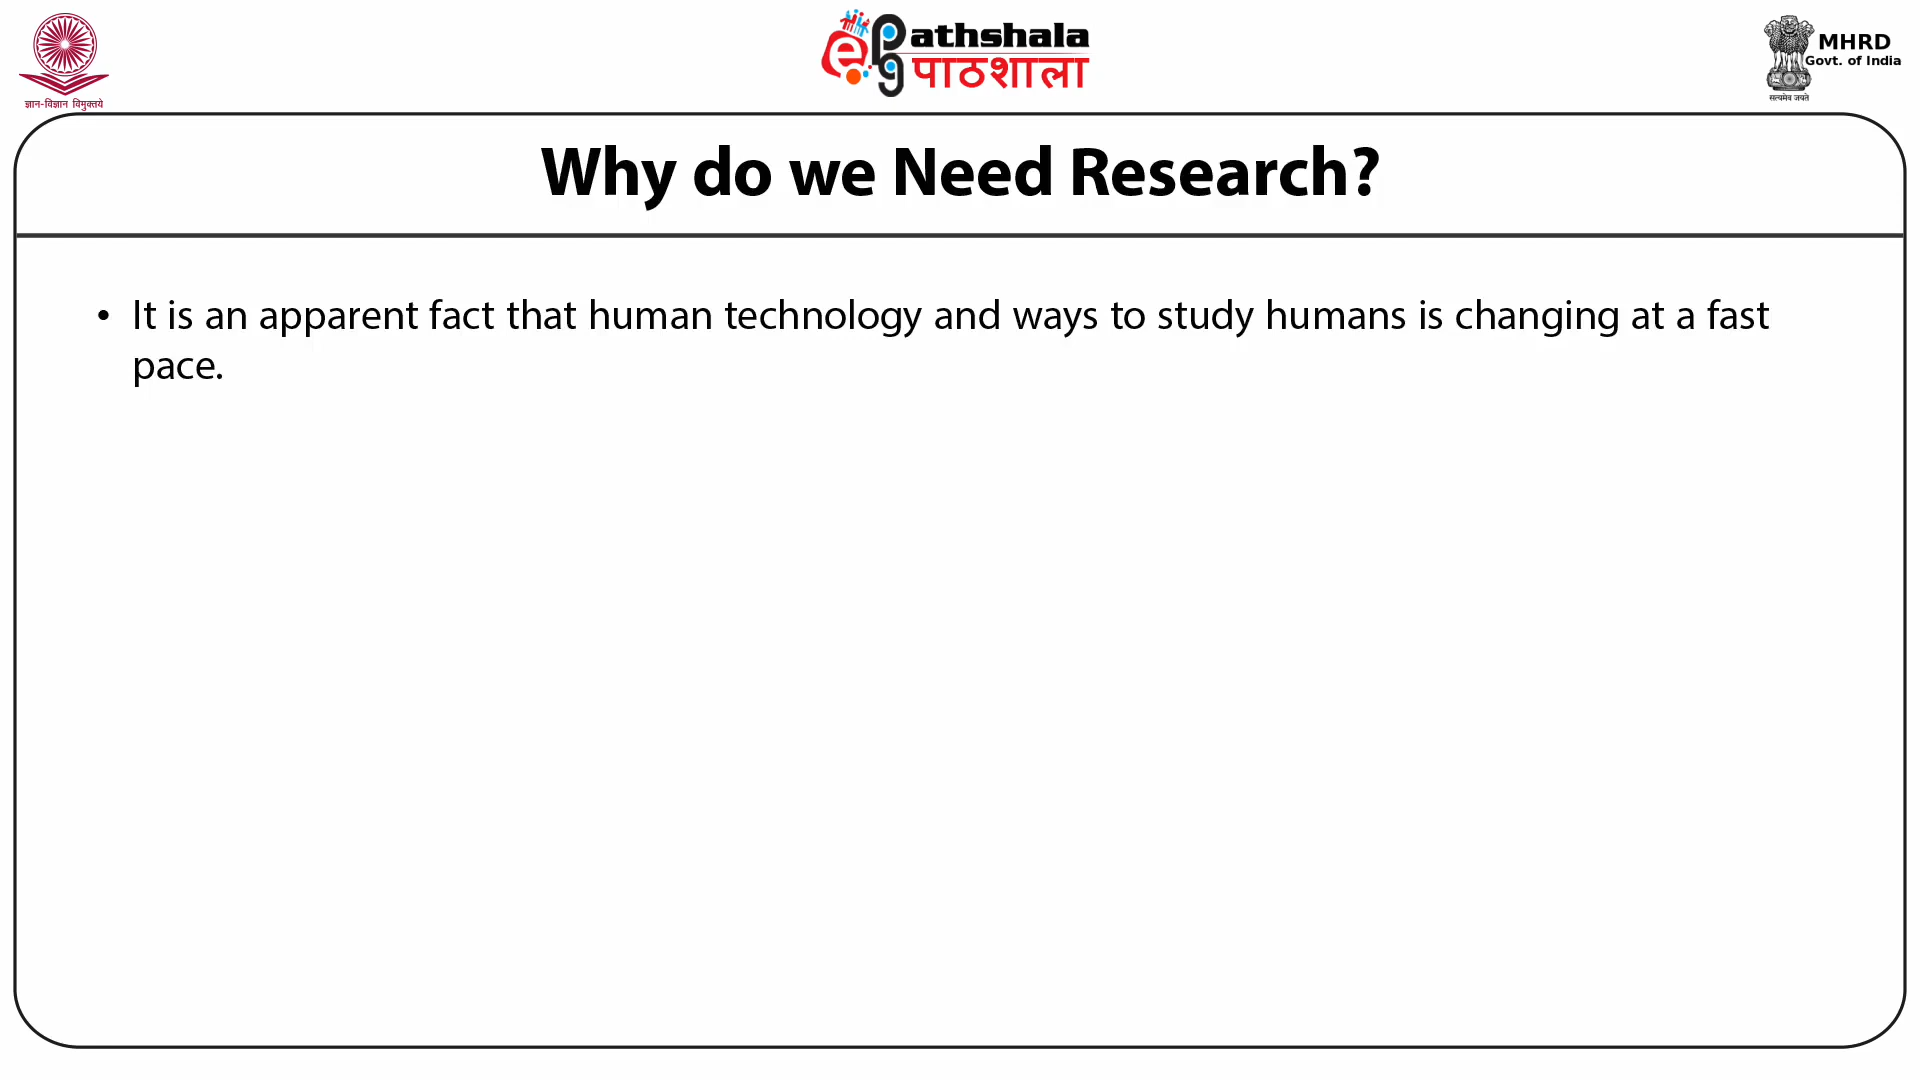 ज्ञान-विज्ञान विमुक्तये
e pg athshala
पाठशाला
MHRD
Govt. of India
सत्यमेव जयते
Why do we Need Research?
• It is an apparent fact that human technology and ways to study humans is changing at a fast
pace.